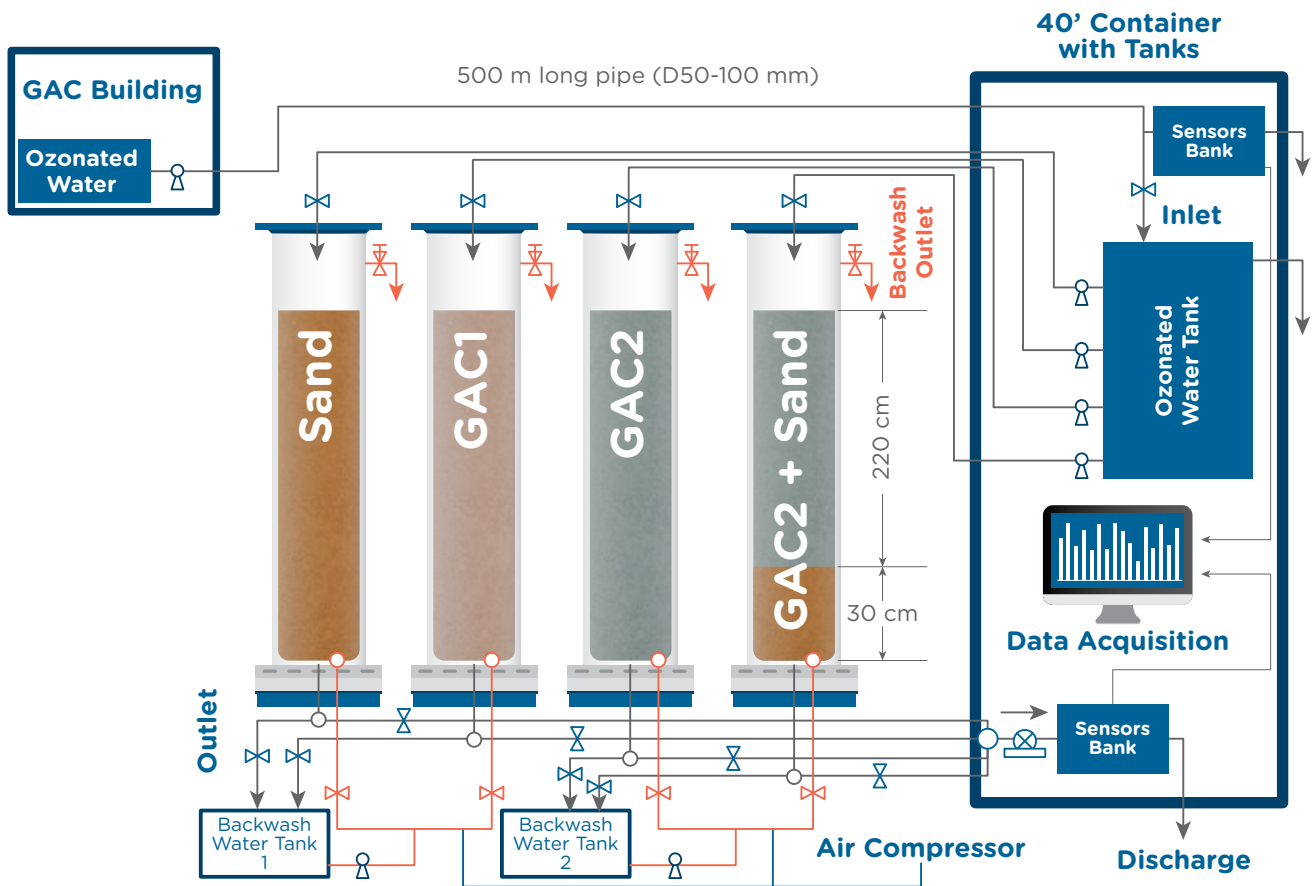 40’ Container
with Tanks
GAC Building
500 m long pipe (D50-100 mm)
Ozonated
Water
Sensors
Bank
Inlet
Backwash
Outlet
Sand
GAC1
GAC2
GAC2 + Sand
220 cm
30 cm
Ozonated
Water Tank
Data Acquisition
Outlet
Sensors
Bank
Backwash
Water Tank
1
Backwash
Water Tank
2
Air Compressor
Discharge